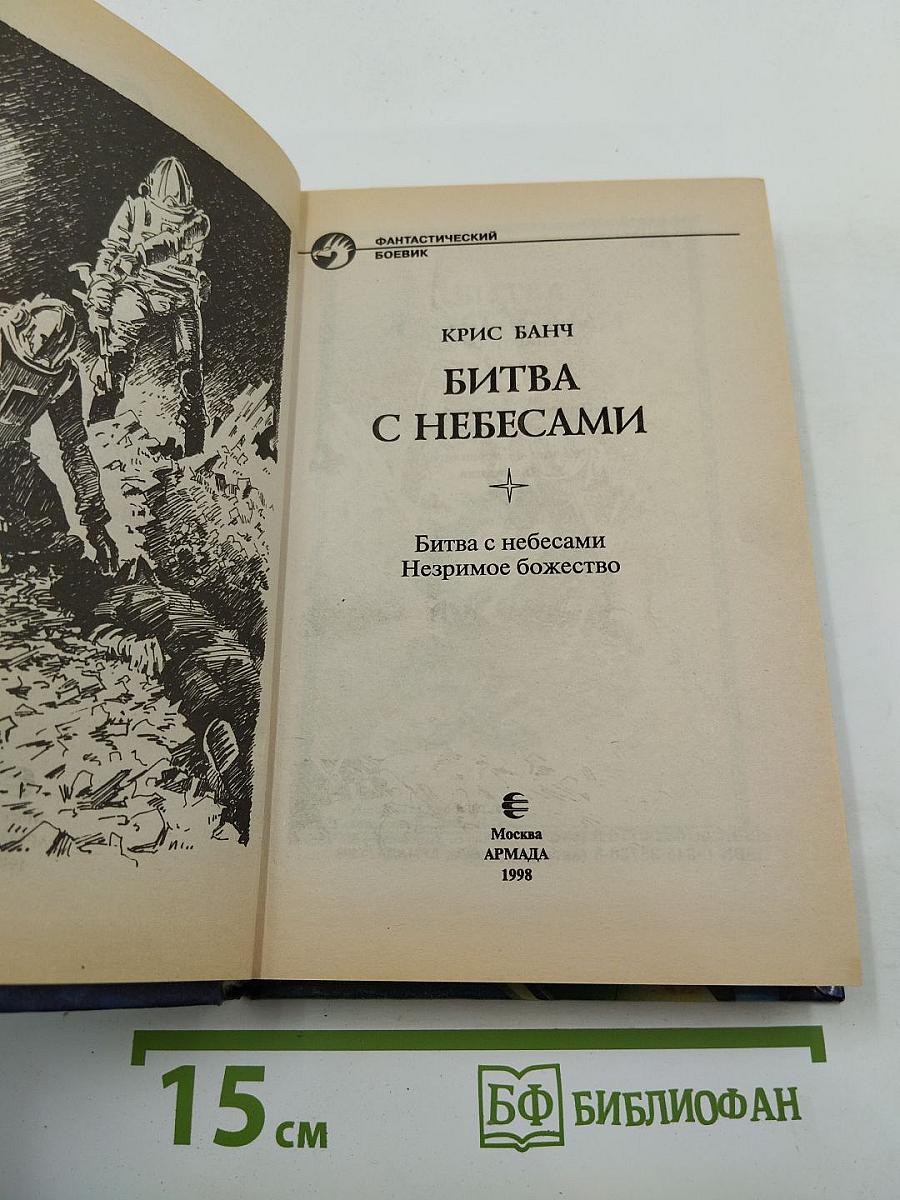 ФАНТАСТИЧЕСКИЙ
БОЕВИК
КРИС БАНЧ
БИТВА
С НЕБЕСАМИ
Битва с небесами
Незримое божество
Москва
АРМАДА
1998
15 см
БФ БИБЛИОФАН